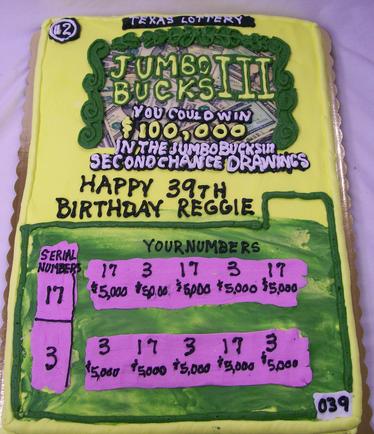 TEXAS LOTTERY
$2
JUMBO
BUCKS III
YOU COULD WIN
$100,000
IN THE JUMBO BUCKS III
SECOND CHANCE DRAWINGS
HAPPY 39TH
BIRTHDAY REGGIE
SERIAL
NUMBERS
YOUR NUMBERS
17 3 17 3 17
17 $5,000 $5000 $5,000 $5,000 $5,000
3 17 3 17 3
3 $5,000 $5,000 $5,000 $5,000 $5,000
039